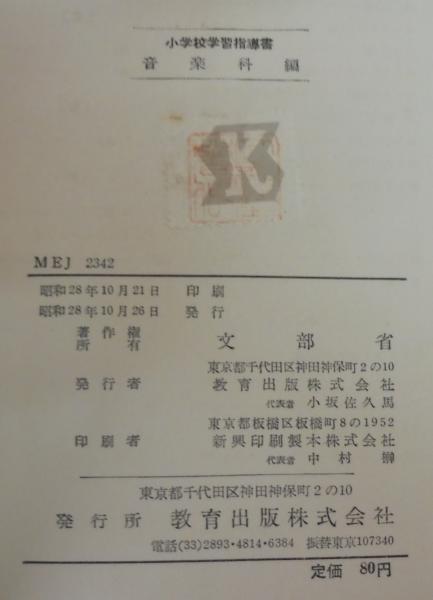 小学校学習指導書
音楽科編
K
MEJ 2342
昭和28年10月21日 印刷
昭和28年10月26日 発行
著作権所有 文部省
東京都千代田区神田神保町2の10
発行者 教育出版株式会社
代表者 小坂佐久馬
東京都板橋区板橋町8の1952
印刷者 新興印刷製本株式会社
代表者 中村
東京都千代田区神田神保町2の10
発行所 教育出版株式会社
電話(33)2893・4814・6384 振替東京107340
定価 80円